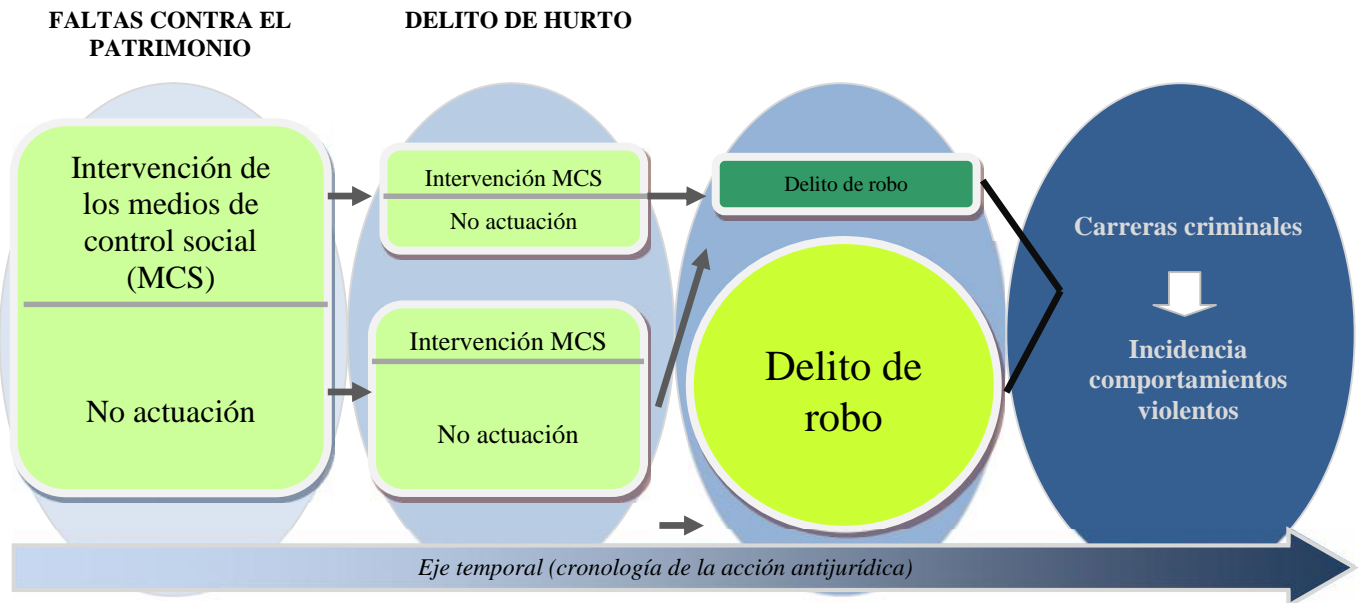 FALTAS CONTRA EL
PATRIMONIO
DELITO DE HURTO
Intervención de
los medios de
control social
(MCS)
No actuación
Intervención MCS
No actuación
Intervención MCS
No actuación
Delito de robo
Delito de
robo
Carreras criminales
Incidencia
comportamientos
violentos
Eje temporal (cronología de la acción antijurídica)